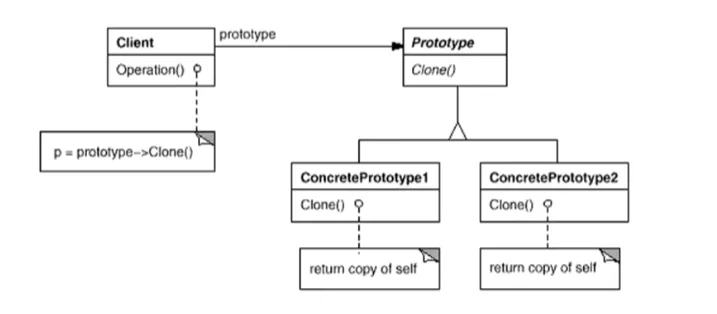 Client
prototype
Prototype
Operation()
Clone()
p = prototype->Clone()
ConcretePrototype1
ConcretePrototype2
Clone()
Clone()
return copy of self
return copy of self